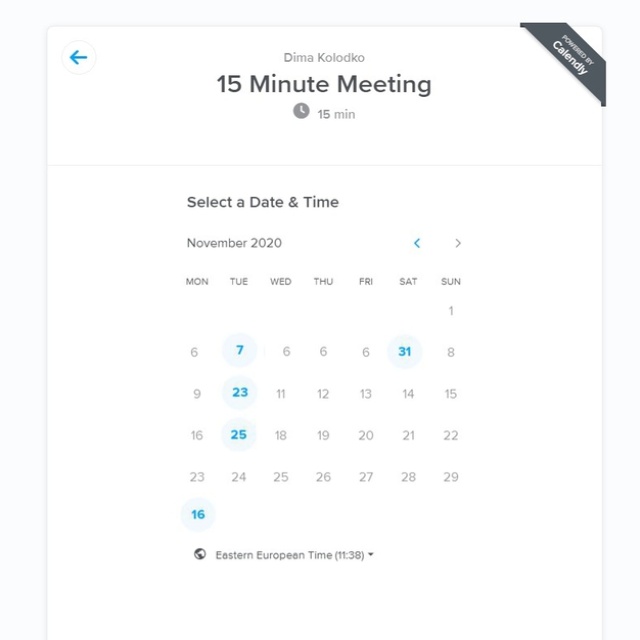 POWERED BY
Calendly
Dima Kolodko
15 Minute Meeting
15 min
Select a Date & Time
November 2020
MON TUE WED THU FRI SAT SUN
1
6 7 6 6 6 31 8
9 23 11 12 13 14 15
16 25 18 19 20 21 22
23 24 25 26 27 28 29
16
Eastern European Time (11:38)